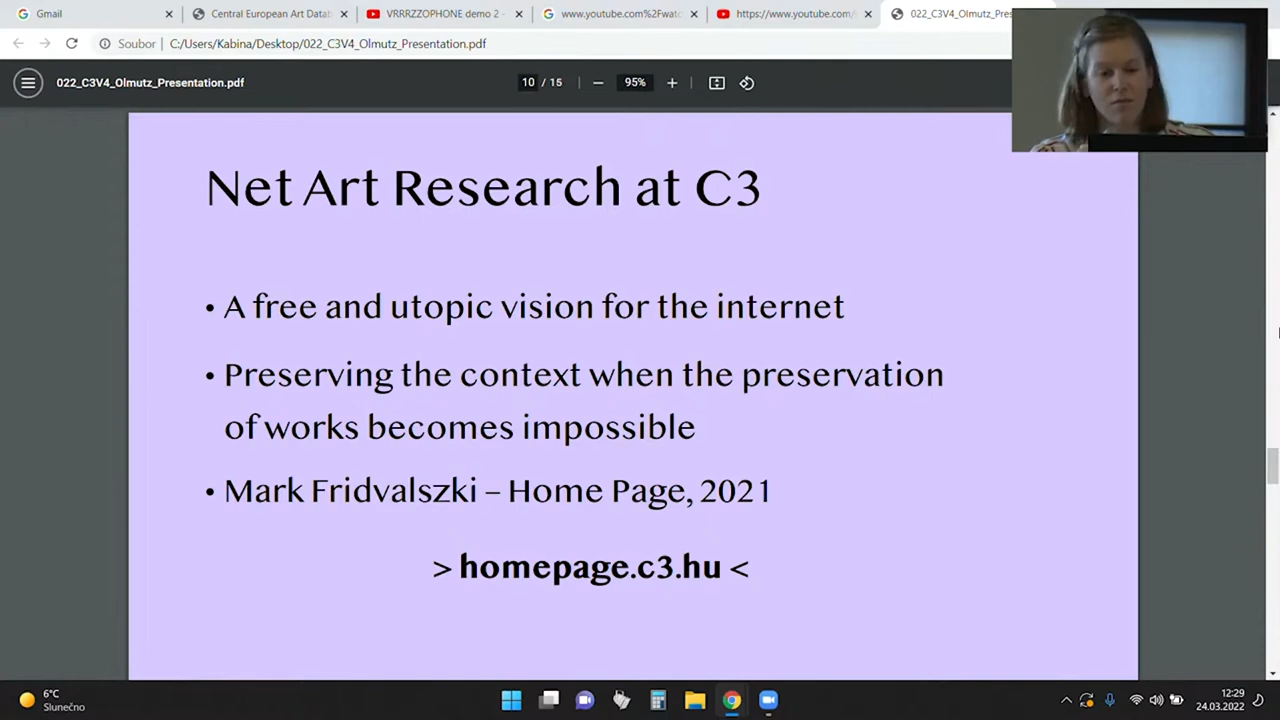 Gmail
Central European Art Datab
VRRRZZOPHONE demo 2 -
www.youtube.com%2Fwatc
https://www.youtube.com/
022_C3V4_Olmutz_Pres
Soubor
C:/Users/Kabina/Desktop/022_C3V4_Olmutz_Presentation.pdf
022_C3V4_Olmutz_Presentation.pdf
10 / 15
95%
Net Art Research at C3
• A free and utopic vision for the internet
• Preserving the context when the preservation
of works becomes impossible
• Mark Fridvalszki – Home Page, 2021
> homepage.c3.hu <
6°C
Slunečno
12:29
24.03.2022